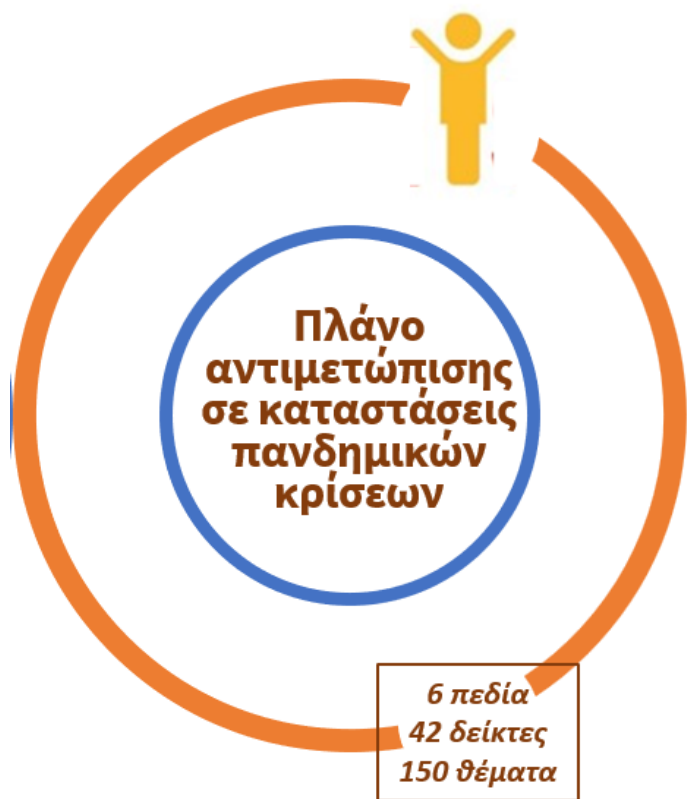 Πλάνο
αντιμετώπισης
σε καταστάσεις
πανδημικών
κρίσεων
6 πεδία
42 δείκτες
150 θέματα